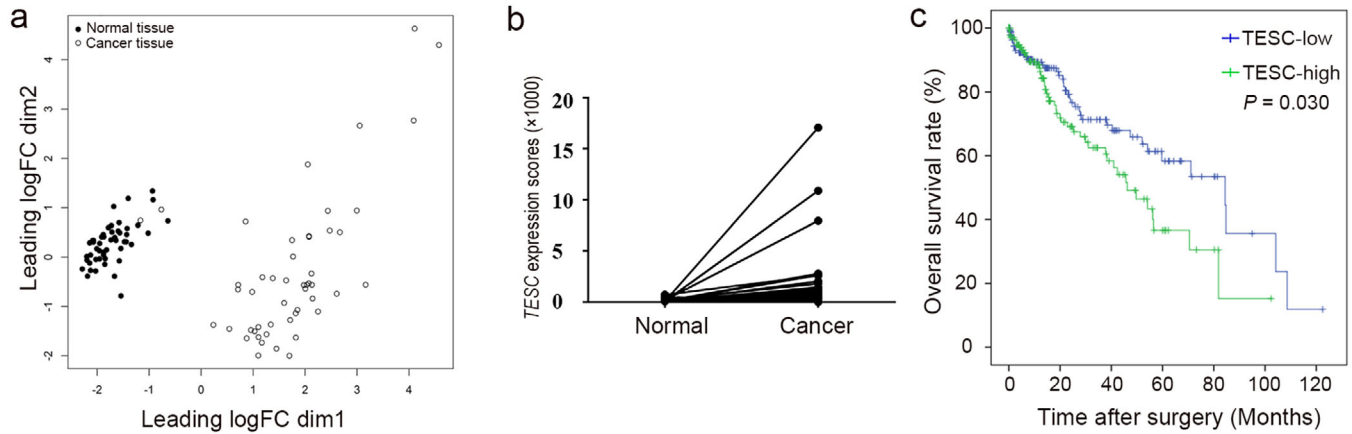 a
Normal tissue
Cancer tissue
4
3
2
1
0
-1
-2
Leading logFC dim2
-2
-1
0
1
2
3
4
Leading logFC dim1
b
TESC expression scores (×1000)
20
15
10
5
0
Normal
Cancer
c
TESC-low
TESC-high
P = 0.030
Overall survival rate (%)
100
80
60
40
20
0
0
20
40
60
80
100
120
Time after surgery (Months)